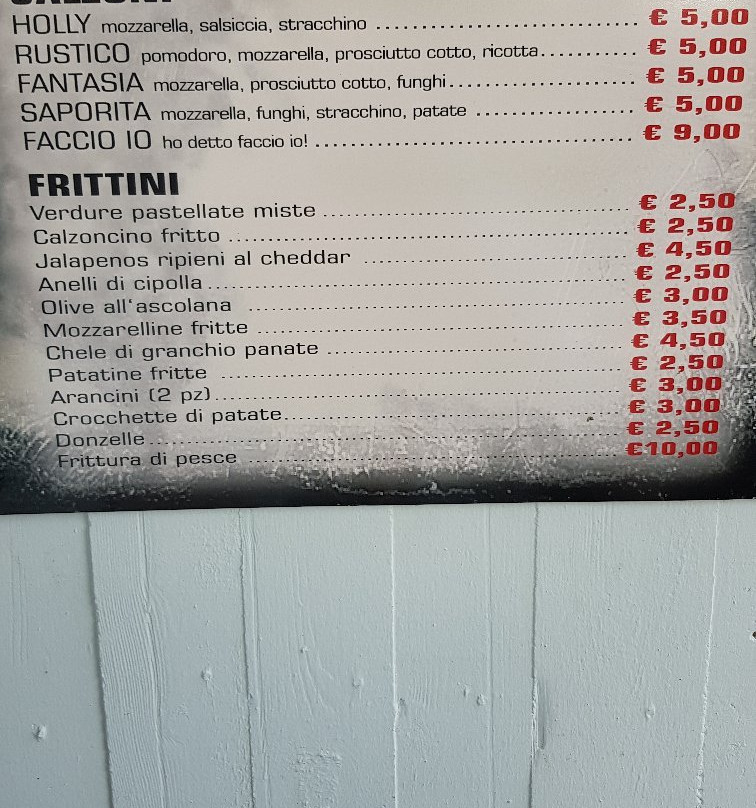 HOLLY mozzarella, salsiccia, stracchino ................................ € 5,00
RUSTICO pomodoro, mozzarella, prosciutto cotto, ricotta........... € 5,00
FANTASIA mozzarella, prosciutto cotto, funghi...................... € 5,00
SAPORITA mozzarella, funghi, stracchino, patate .................... € 5,00
FACCIO IO ho detto faccio io! ...................................... € 9,00
FRITTINI
Verdure pastellate miste .................................... € 2,50
Calzoncino fritto ................................................ € 2,50
Jalapenos ripieni al cheddar ................................ € 4,50
Anelli di cipolla.................................................. € 2,50
Olive all'ascolana .............................................. € 3,00
Mozzarelline fritte ............................................ € 3,50
Chele di granchio panate .................................... € 4,50
Patatine fritte .................................................. € 2,50
Arancini (2 pz).................................................. € 3,00
Crocchette di patate.......................................... € 3,00
Donzelle............................................................ € 2,50
Frittura di pesce .............................................. €10,00